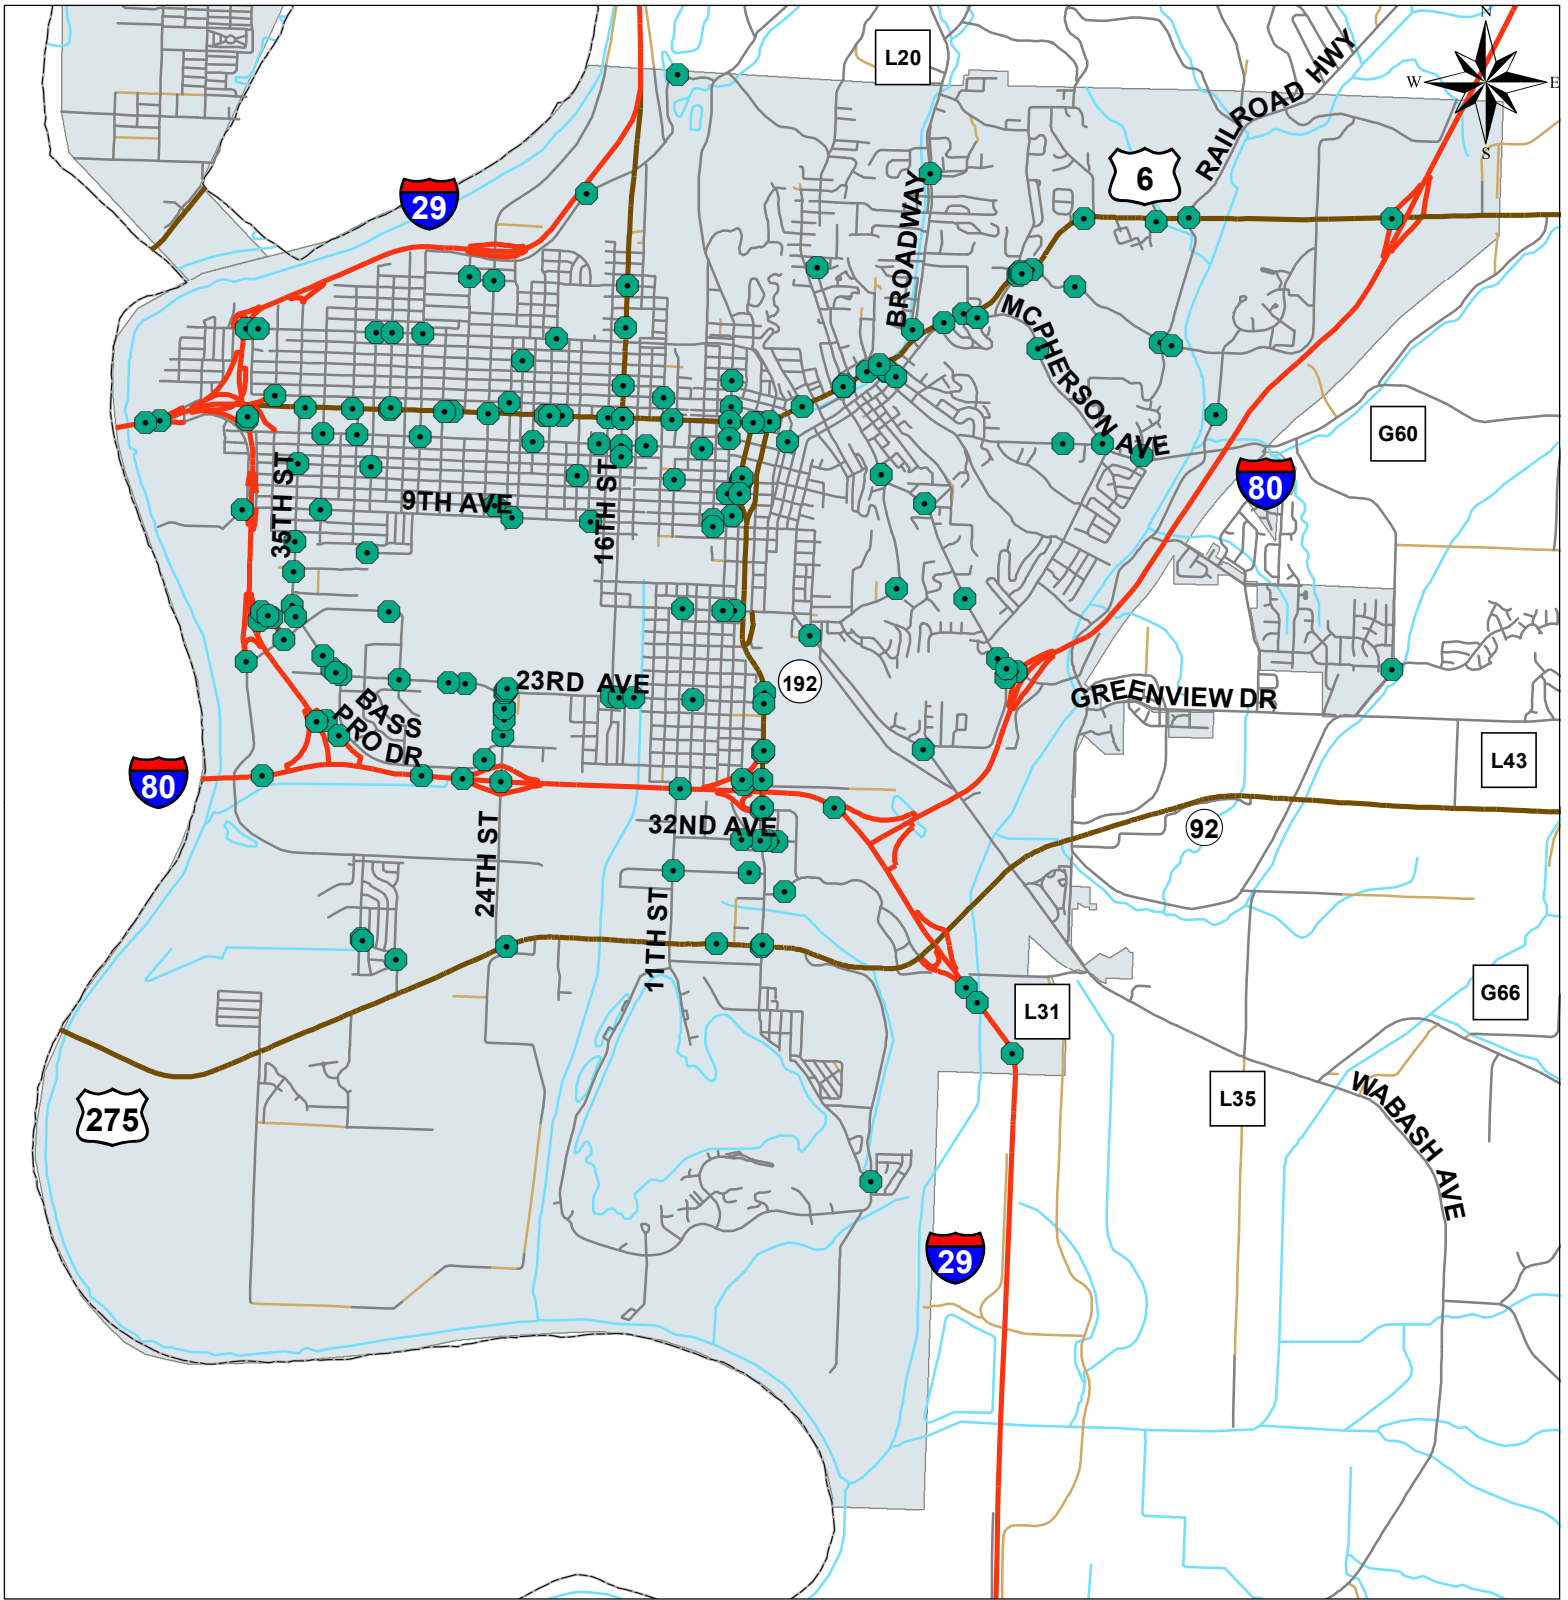 N
L20
RAILROAD HWY
W
E
S
6
29
BROADWAY
MCPHERSON AVE
G60
35TH ST
9TH AVE
16TH ST
80
23RD AVE
192
GREENVIEW DR
BASS
PRO DR
80
L43
24TH ST
32ND AVE
92
11TH ST
L31
G66
275
L35
WABASH AVE
29